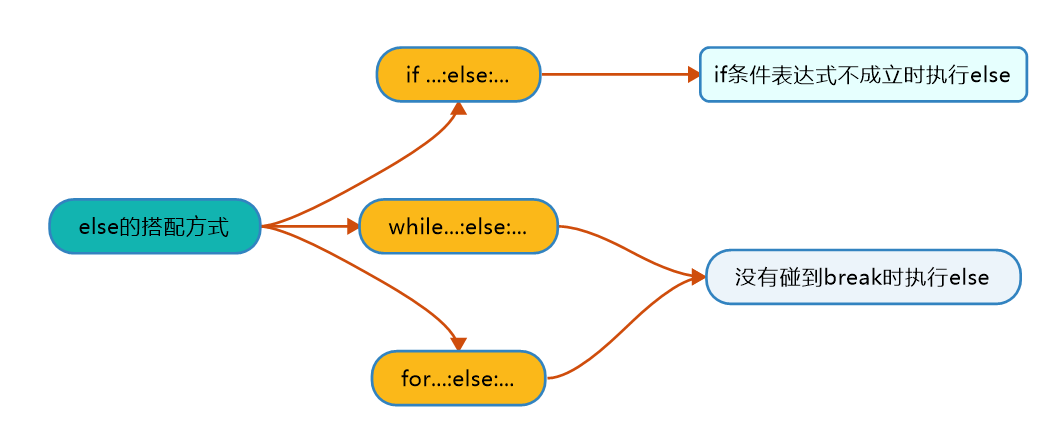 if ...:else:...
if条件表达式不成立时执行else
else的搭配方式
while...:else:...
没有碰到break时执行else
for...:else:...